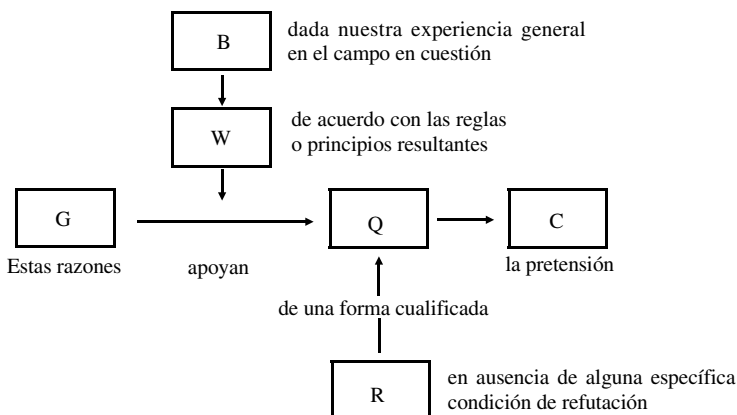 B
dada nuestra experiencia general
en el campo en cuestión
W
de acuerdo con las reglas
o principios resultantes
G
Q
C
Estas razones
apoyan
la pretensión
de una forma cualificada
R
en ausencia de alguna específica
condición de refutación